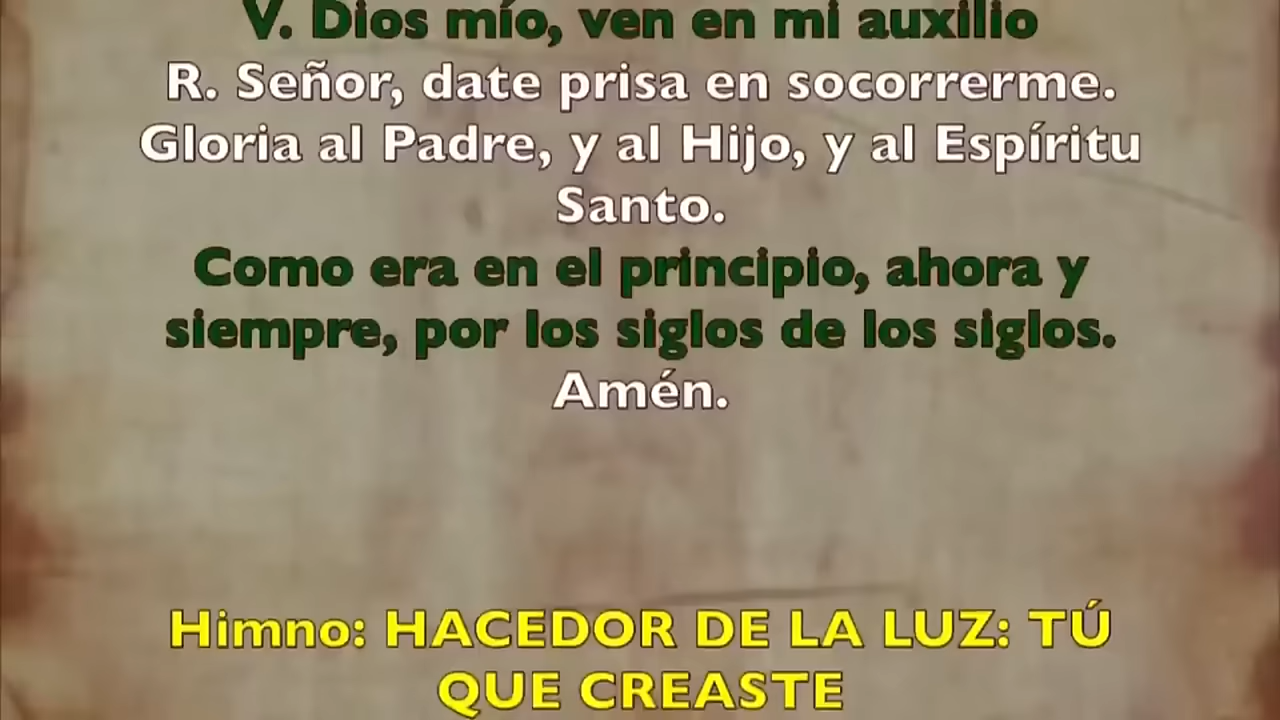 V. Dios mío, ven en mi auxilio
R. Señor, date prisa en socorrerme.
Gloria al Padre, y al Hijo, y al Espíritu
Santo.
Como era en el principio, ahora y
siempre, por los siglos de los siglos.
Amén.
Himno: HACEDOR DE LA LUZ: TÚ
QUE CREASTE